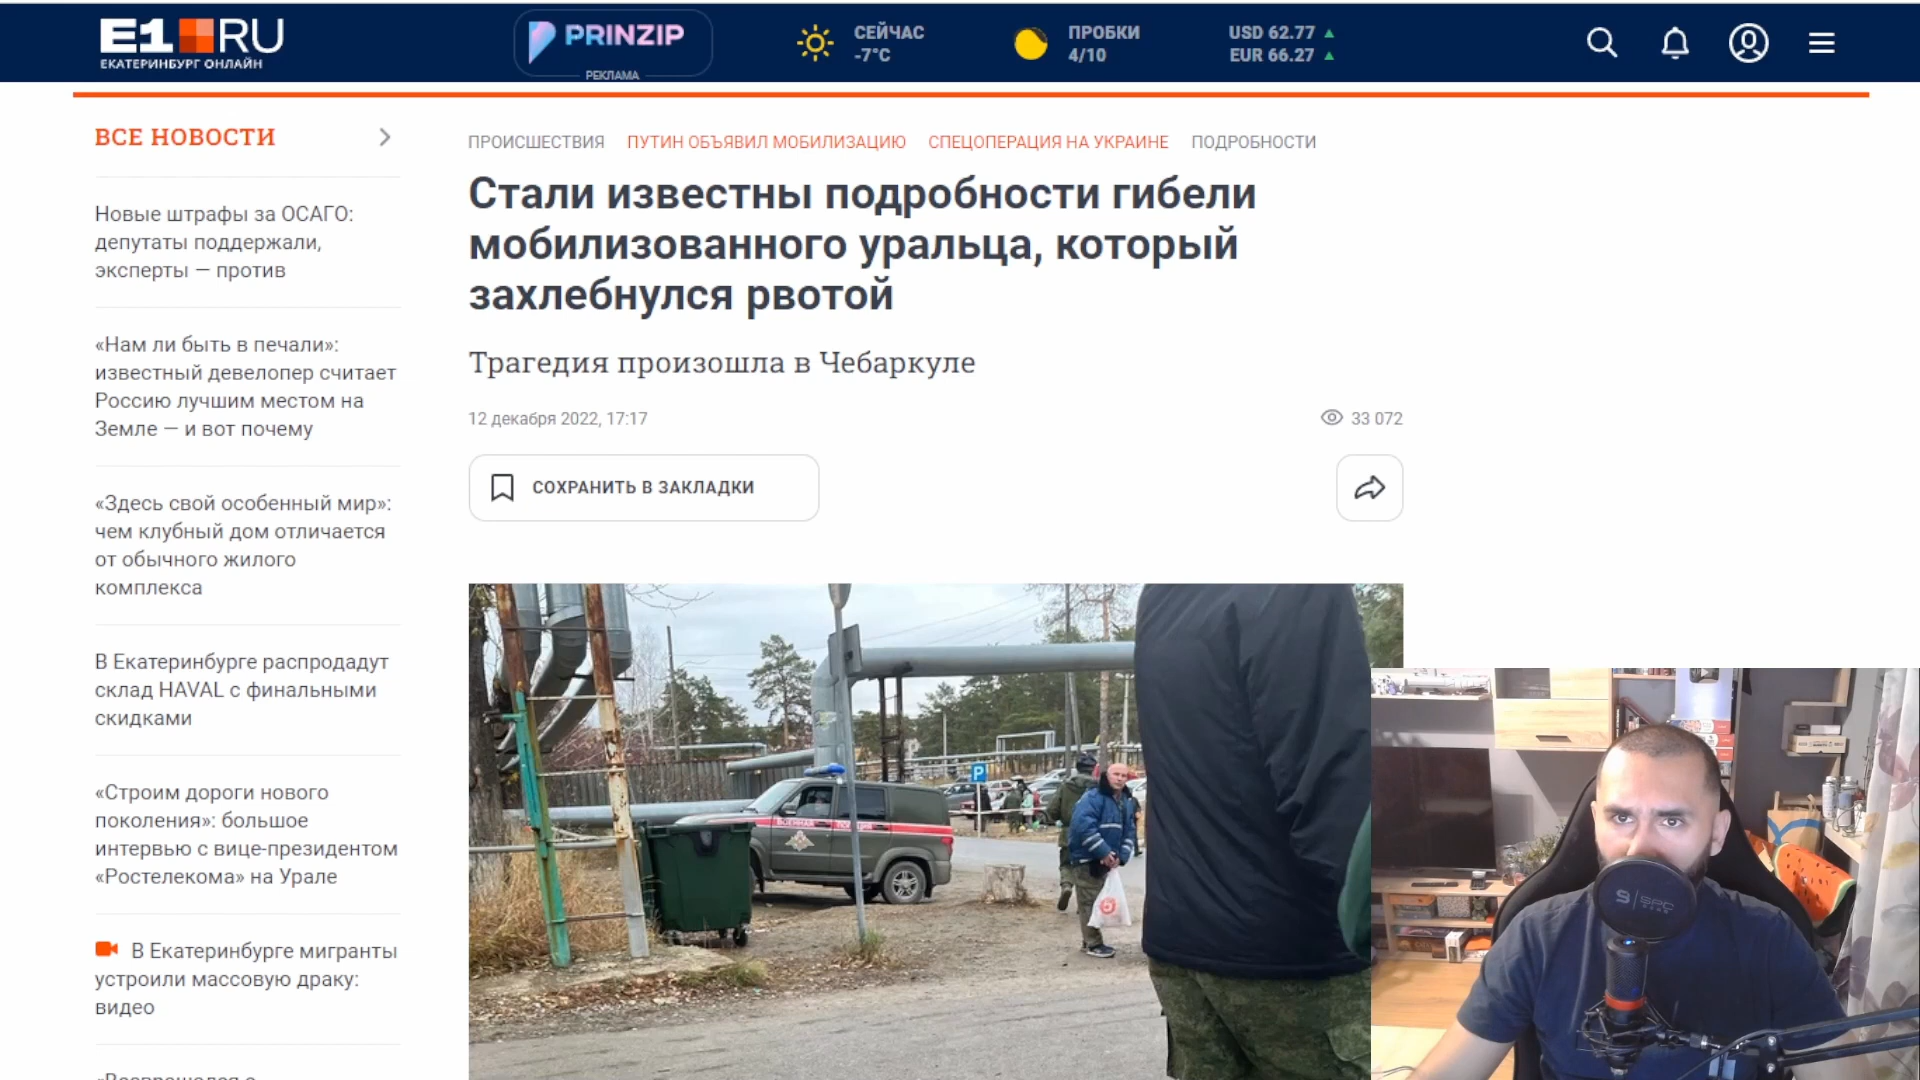 E1 RU
ЕКАТЕРИНБУРГ ОНЛАЙН
PRINZIP
РЕКЛАМА
СЕЙЧАС
-7°C
ПРОБКИ
4/10
USD 62.77 ▲
EUR 66.27 ▲
ВСЕ НОВОСТИ
Новые штрафы за ОСАГО:
депутаты поддержали,
эксперты — против
«Нам ли быть в печали»:
известный девелопер считает
Россию лучшим местом на
Земле — и вот почему
«Здесь свой особенный мир»:
чем клубный дом отличается
от обычного жилого
комплекса
В Екатеринбурге распродадут
склад HAVAL с финальными
скидками
«Строим дороги нового
поколения»: большое
интервью с вице-президентом
«Ростелекома» на Урале
В Екатеринбурге мигранты
устроили массовую драку:
видео
ПРОИСШЕСТВИЯ ПУТИН ОБЪЯВИЛ МОБИЛИЗАЦИЮ СПЕЦОПЕРАЦИЯ НА УКРАИНЕ ПОДРОБНОСТИ
Стали известны подробности гибели
мобилизованного уральца, который
захлебнулся рвотой
Трагедия произошла в Чебаркуле
12 декабря 2022, 17:17
33 072
СОХРАНИТЬ В ЗАКЛАДКИ
P
ВОЕННАЯ
5
S SPC